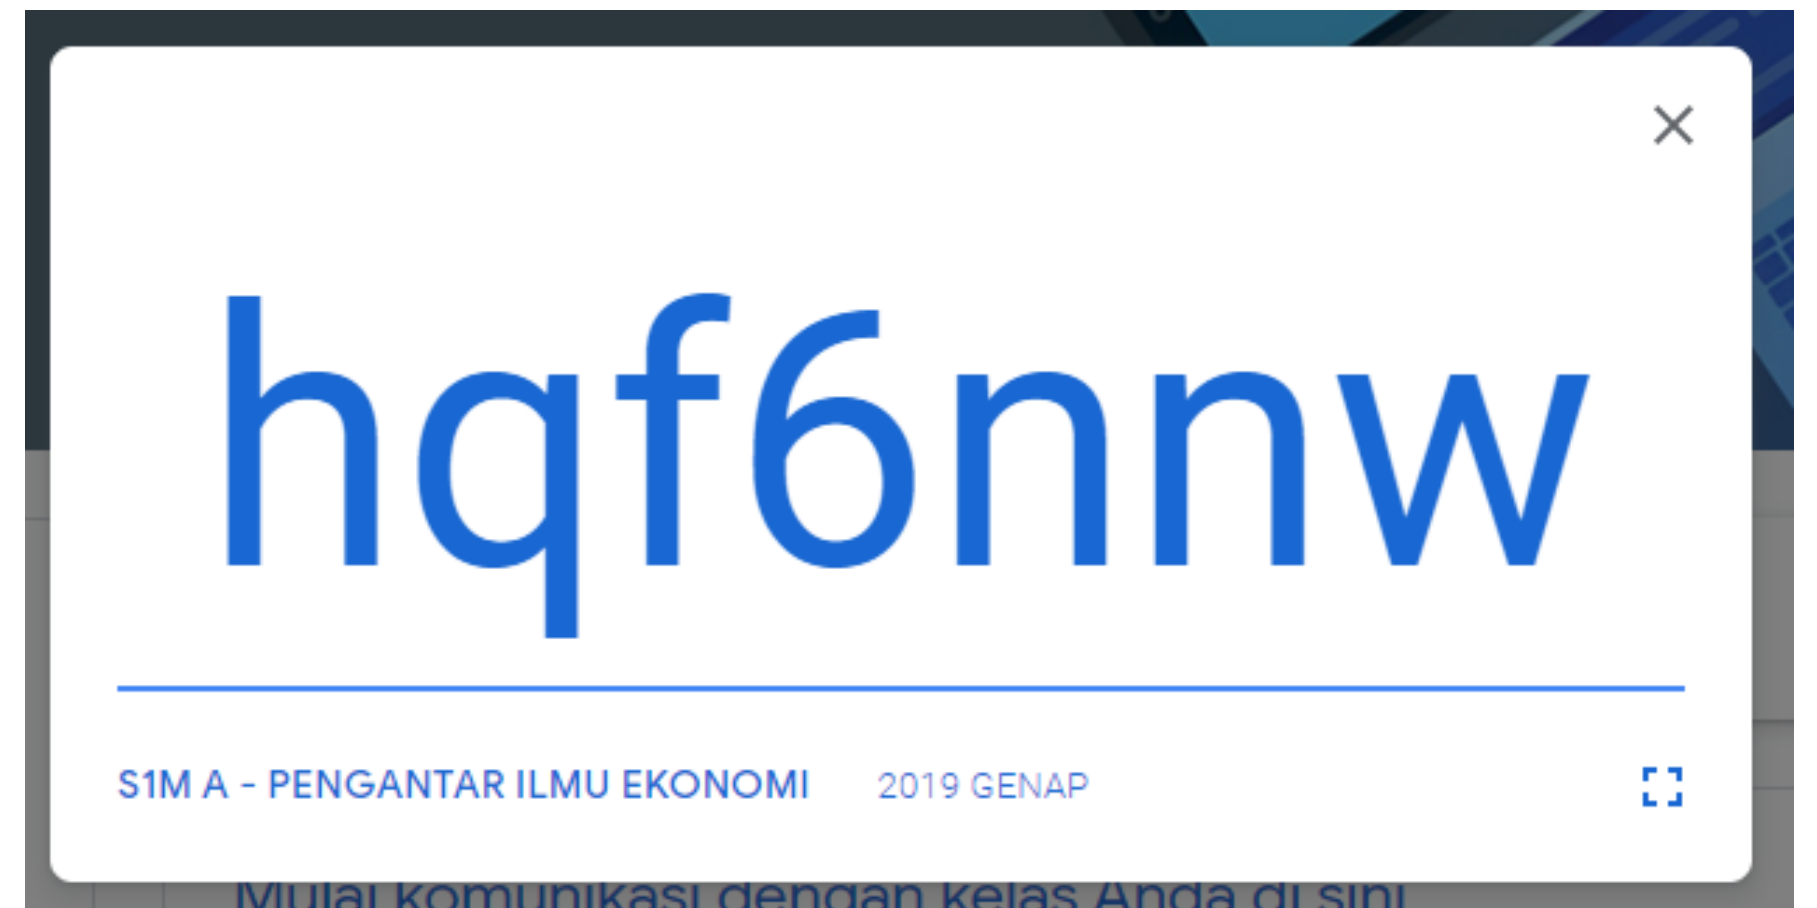 hqf6nnw
S1M A - PENGANTAR ILMU EKONOMI 2019 GENAP
Mulai komunikasi dengan kelas Anda di sini